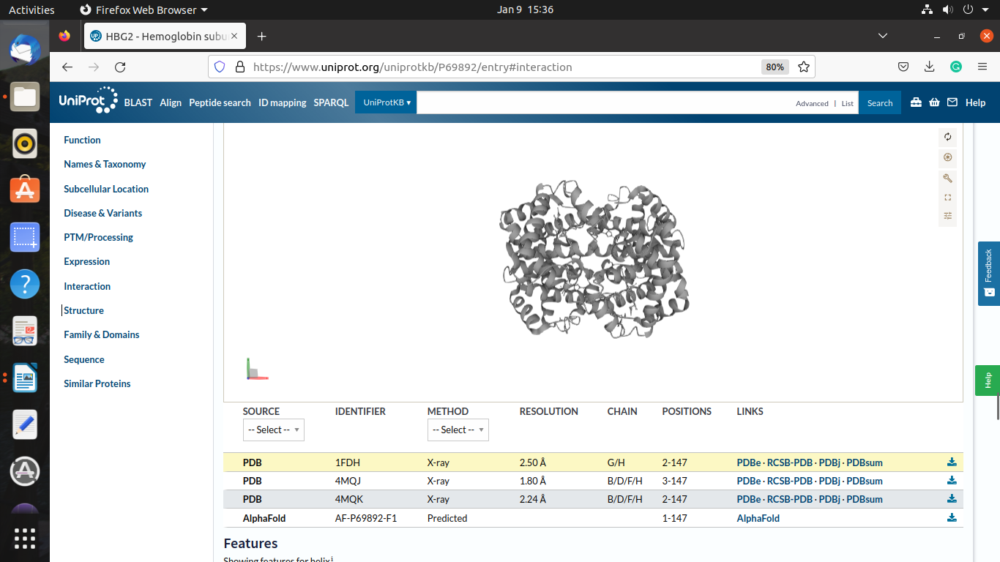 Activities
Firefox Web Browser
Jan 9 15:36
HBG2 - Hemoglobin subu
https://www.uniprot.org/uniprotkb/P69892/entry#interaction
80%
UniProt
BLAST Align Peptide search ID mapping SPARQL
UniProtKB
Advanced | List
Search
Help
Function
Names & Taxonomy
Subcellular Location
Disease & Variants
PTM/Processing
Expression
Interaction
Structure
Family & Domains
Sequence
Similar Proteins
Feedback
Help
SOURCE IDENTIFIER METHOD RESOLUTION CHAIN POSITIONS LINKS
-- Select -- -- Select --
PDB 1FDH X-ray 2.50 Å G/H 2-147 PDBe · RCSB-PDB · PDBj · PDBsum
PDB 4MQJ X-ray 1.80 Å B/D/F/H 3-147 PDBe · RCSB-PDB · PDBj · PDBsum
PDB 4MQK X-ray 2.24 Å B/D/F/H 2-147 PDBe · RCSB-PDB · PDBj · PDBsum
AlphaFold AF-P69892-F1 Predicted 1-147 AlphaFold
Features
Showing features for helix i